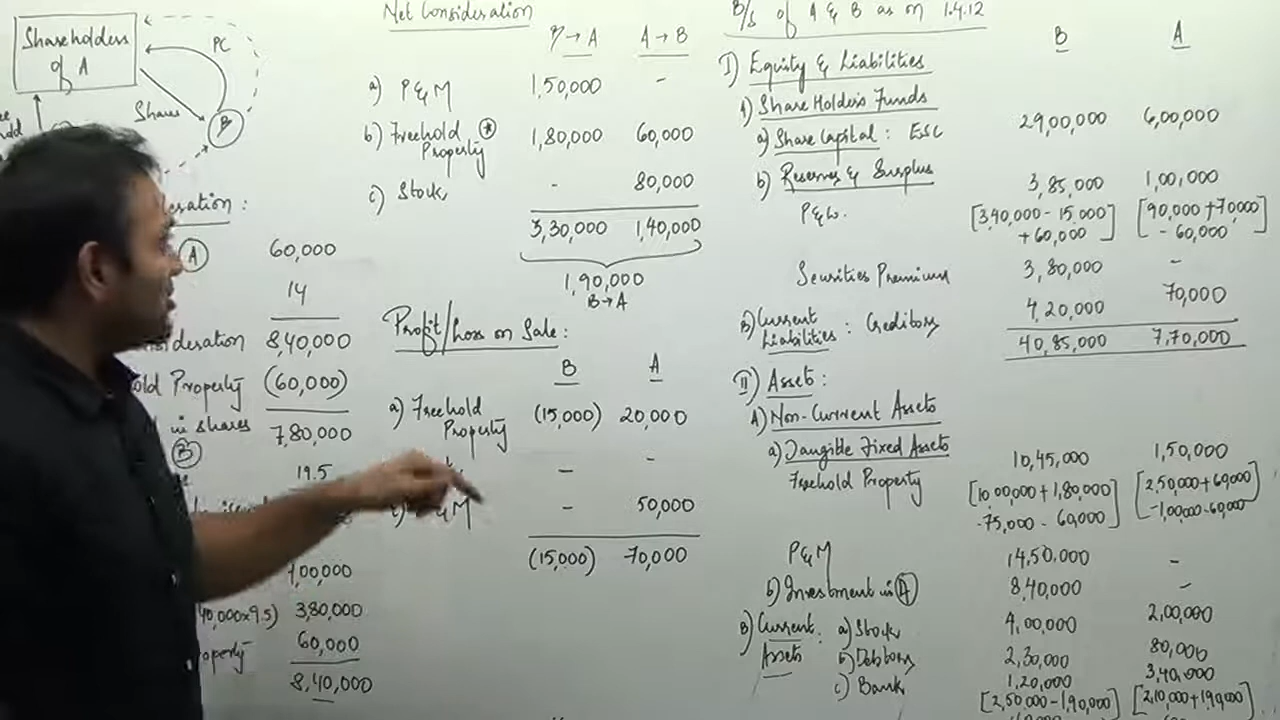 Shareholders
of A
PC
Shares
B
A
60,000
14
8,40,000
(60,000)
in shares
7,80,000
B
19.5
1,00,000
40,000x9.5) 3,80,000
60,000
8,40,000
Net Consideration
B → A A → B
a) P&M 1,50,000 -
b) Freehold * 1,80,000 60,000
Property
c) Stock - 80,000
3,30,000 1,40,000
1,90,000
B → A
Profit/Loss on Sale:
B A
a) Freehold (15,000) 20,000
Property
- -
- 50,000
(15,000) 70,000
B/s of A & B as on 1.4.12
B A
I) Equity & Liabilities
1) Share Holder's Funds
a) Share Capital: ESC 29,00,000 6,00,000
b) Reserves & Surplus 3,85,000 1,00,000
P&L. [3,40,000 - 15,000 [90,000 + 70,000
+ 60,000] - 60,000]
Securities Premium 3,80,000 -
B) Current 4,20,000 70,000
Liabilities: Creditors
40,85,000 7,70,000
II) Assets:
A) Non-Current Assets
a) Tangible Fixed Assets 10,45,000 1,50,000
Freehold Property [10,00,000 + 1,80,000 [2,50,000 + 60,000
-75,000 - 60,000] -1,00,000-60,000]
P&M 14,50,000 -
b) Investment in A 8,40,000 -
B) Current: a) Stock 4,00,000 2,00,000
Assets b) Debtors 2,30,000 80,000
c) Bank 1,20,000 3,40,000
[2,50,000 - 1,90,000] [2,10,000 + 1,90,000]